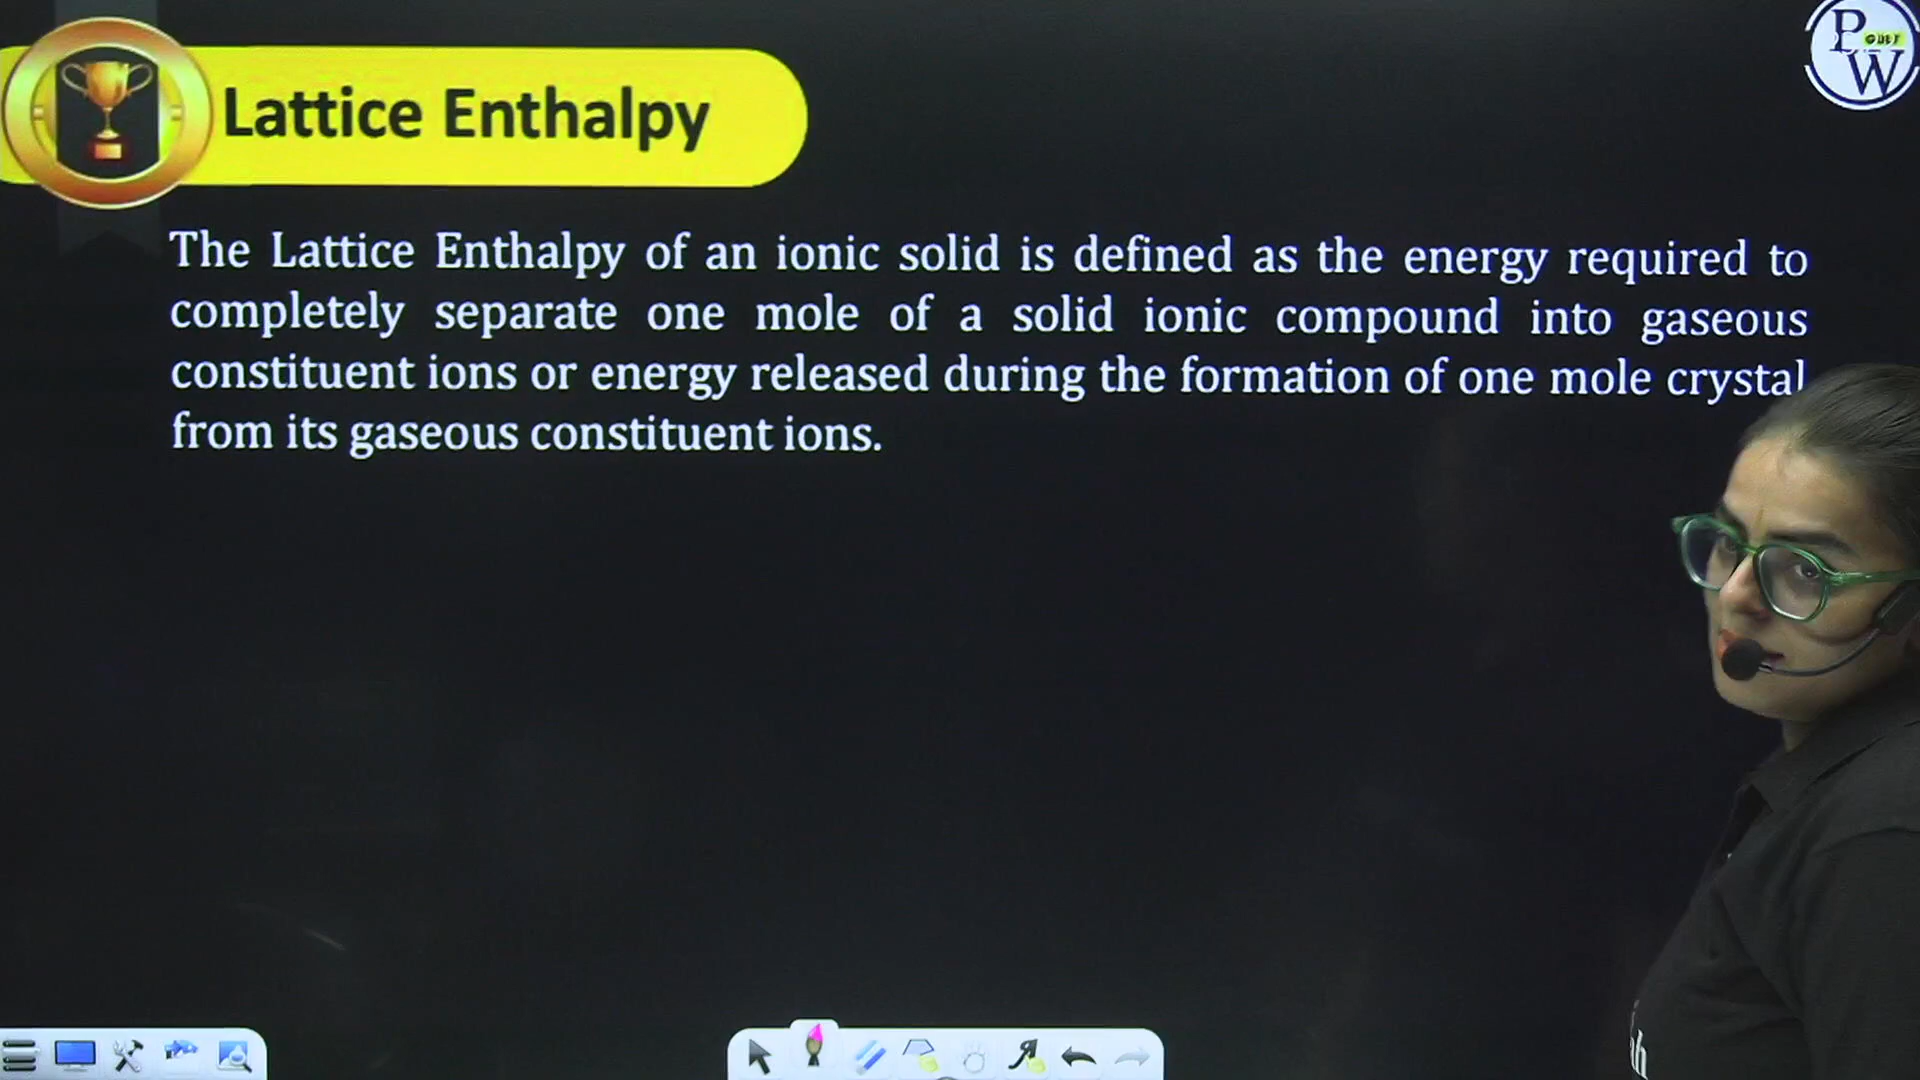 Lattice Enthalpy
The Lattice Enthalpy of an ionic solid is defined as the energy required to
completely separate one mole of a solid ionic compound into gaseous
constituent ions or energy released during the formation of one mole crystal
from its gaseous constituent ions.
P
W